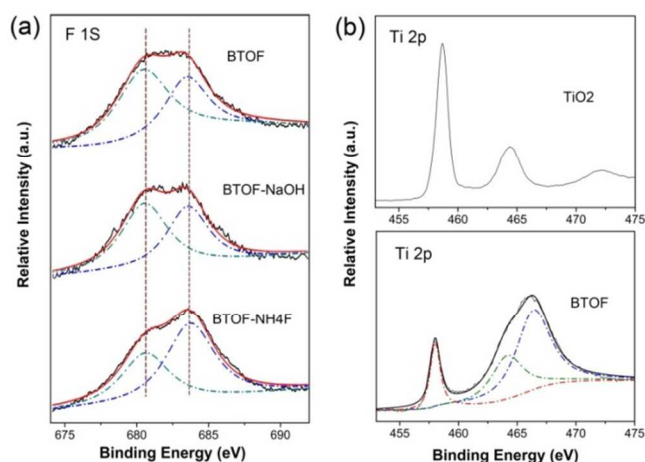 (a)
F 1S
BTOF
BTOF-NaOH
BTOF-NH4F
Relative Intensity (a.u.)
675 680 685 690
Binding Energy (eV)
(b)
Ti 2p
TiO2
Relative Intensity (a.u.)
455 460 465 470 475
Ti 2p
BTOF
455 460 465 470 475
Binding Energy (eV)